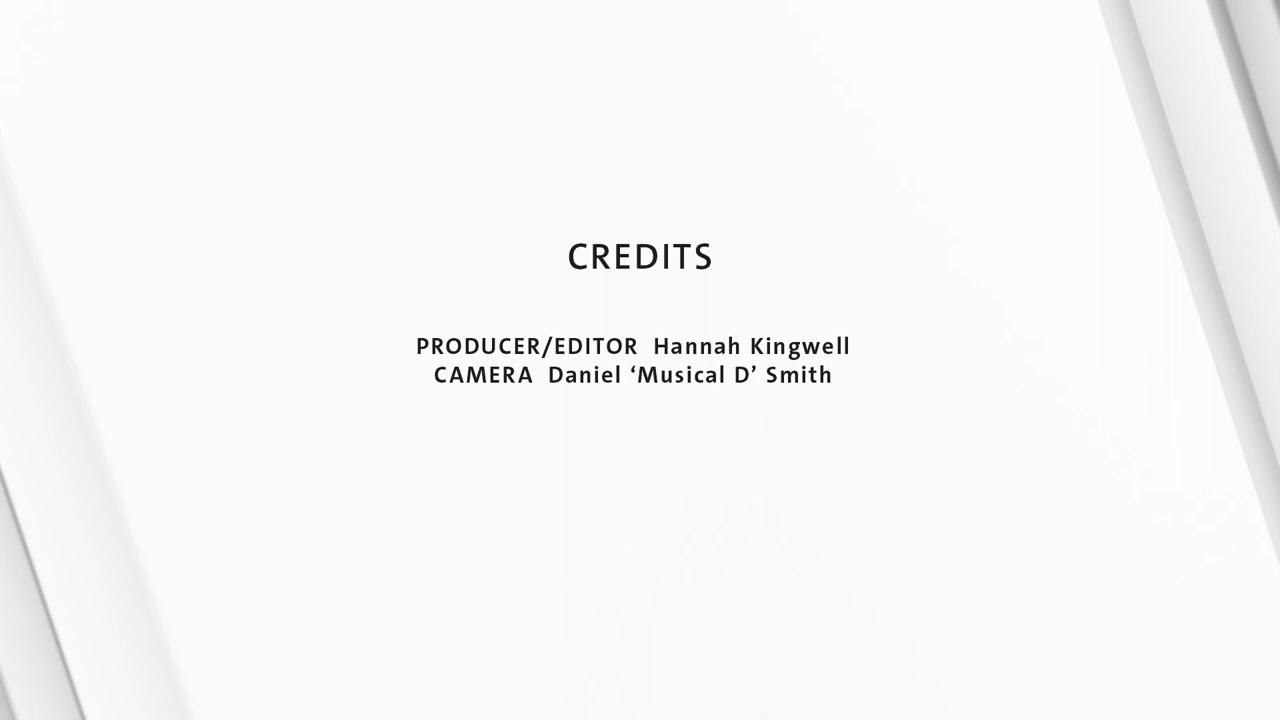 CREDITS
PRODUCER/EDITOR Hannah Kingwell
CAMERA Daniel ‘Musical D’ Smith